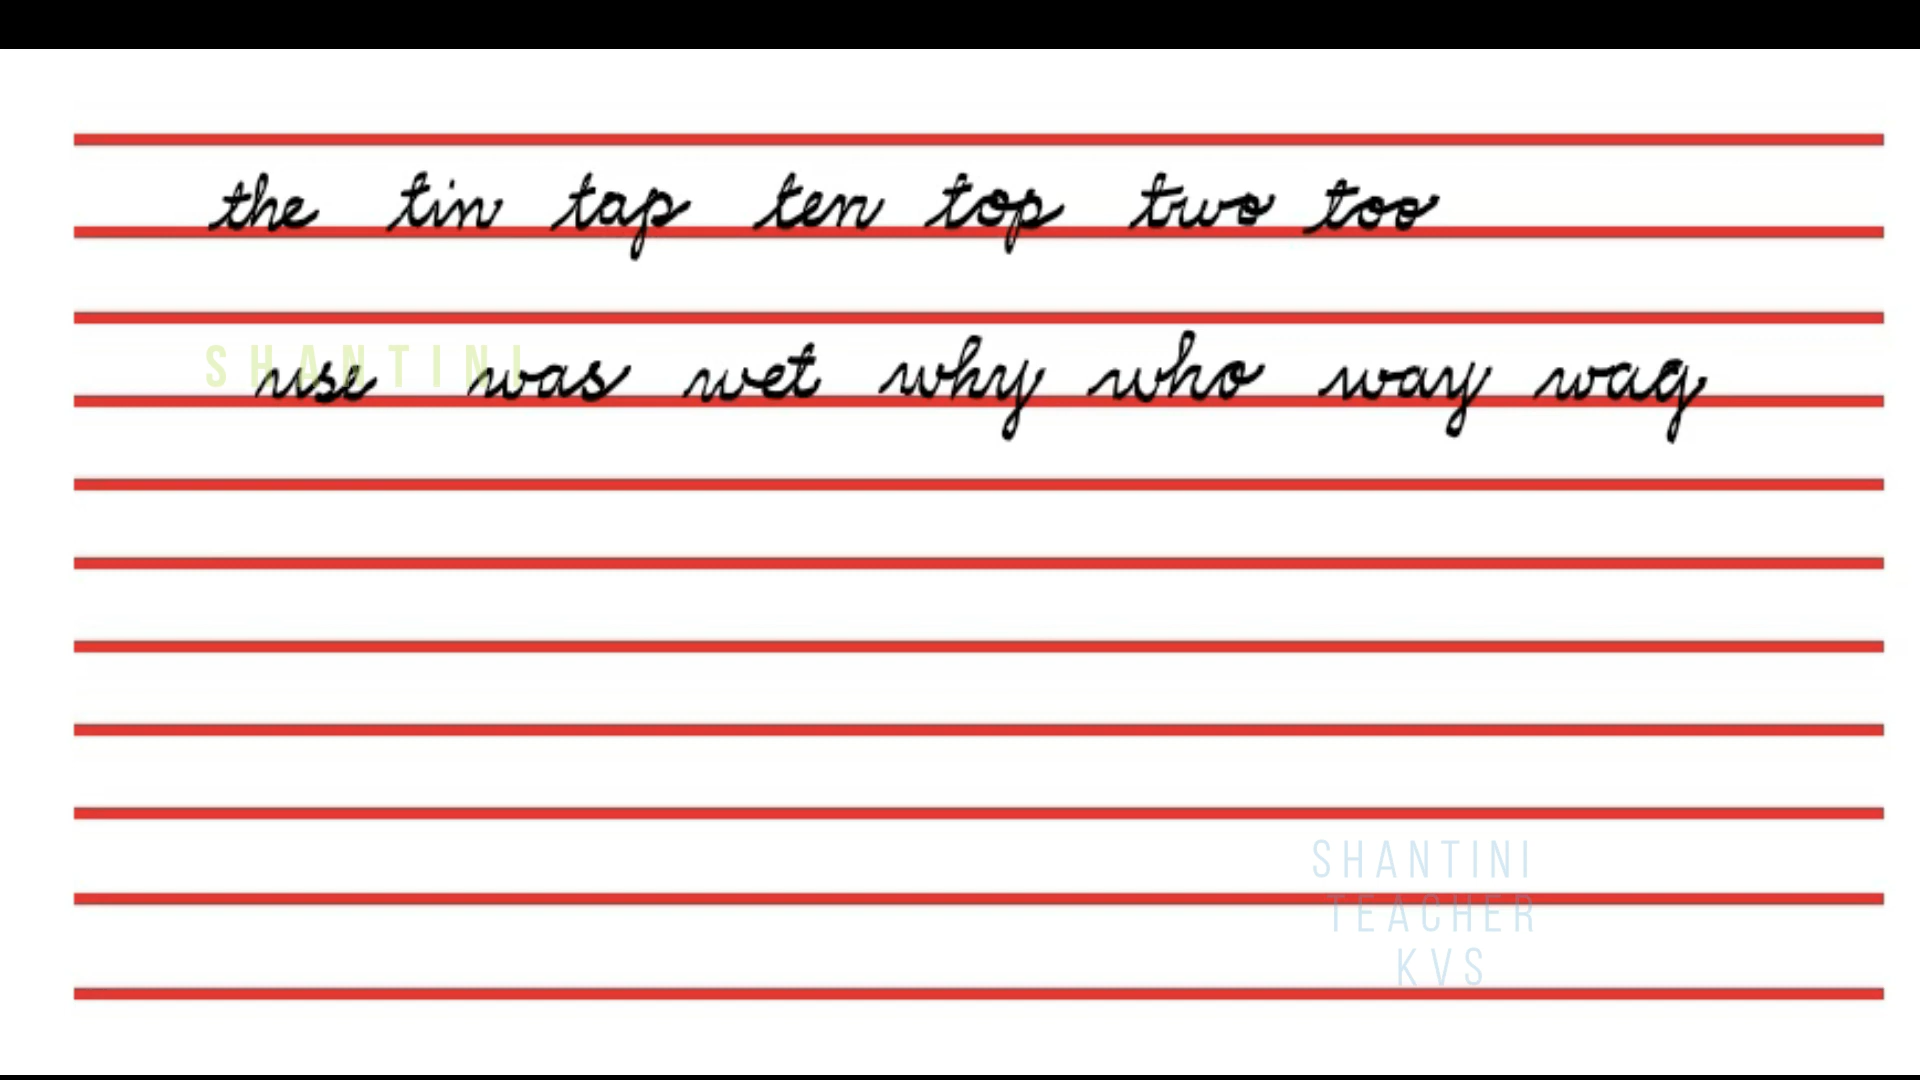 the tin tap ten top two too
SHANTINI
use was wet why who way wag
SHANTINI
TEACHER
KVS